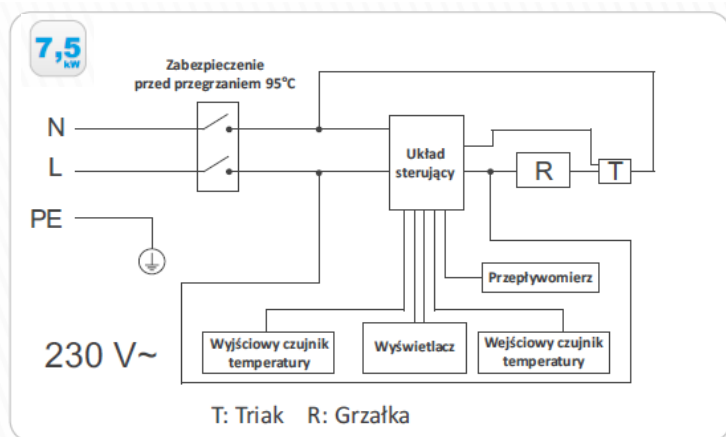 7,5
kW
Zabezpieczenie
przed przegrzaniem 95°C
N
L
PE
Układ
sterujący
R
T
Przepływomierz
Wyjściowy czujnik
temperatury
Wyświetlacz
Wejściowy czujnik
temperatury
230 V~
T: Triak R: Grzałka